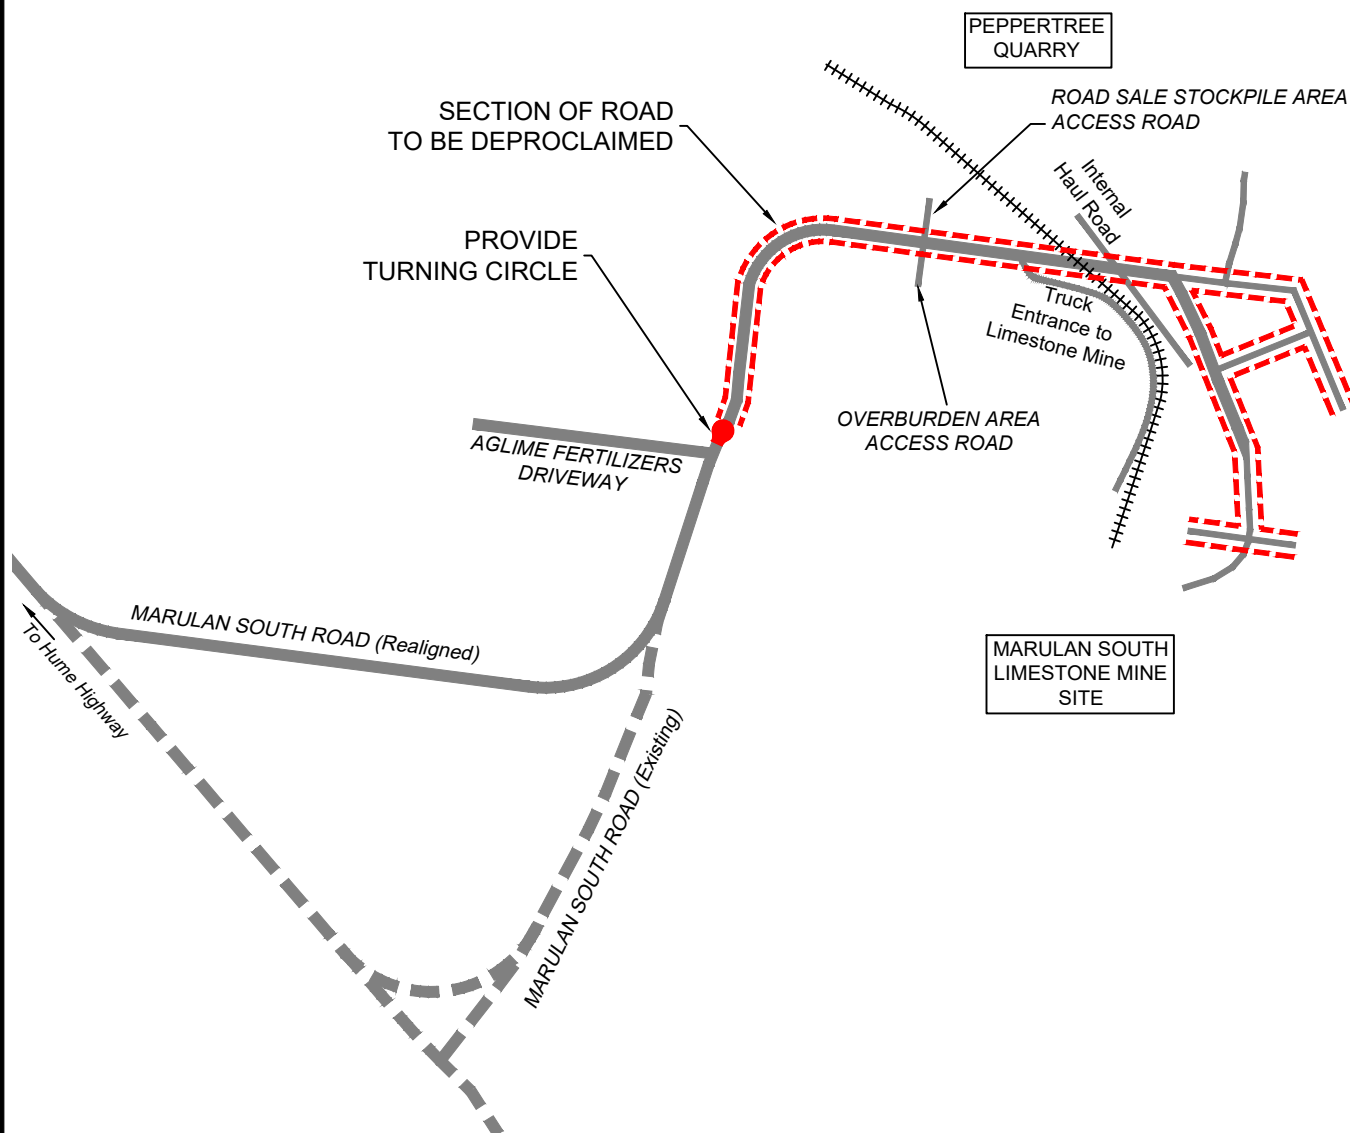 PEPPERTREE
QUARRY
ROAD SALE STOCKPILE AREA
ACCESS ROAD
SECTION OF ROAD
TO BE DEPROCLAIMED
Internal
Haul Road
PROVIDE
TURNING CIRCLE
Truck
Entrance to
Limestone Mine
OVERBURDEN AREA
ACCESS ROAD
AGLIME FERTILIZERS
DRIVEWAY
MARULAN SOUTH ROAD (Realigned)
To Hume Highway
MARULAN SOUTH
LIMESTONE MINE
SITE
MARULAN SOUTH ROAD (Existing)